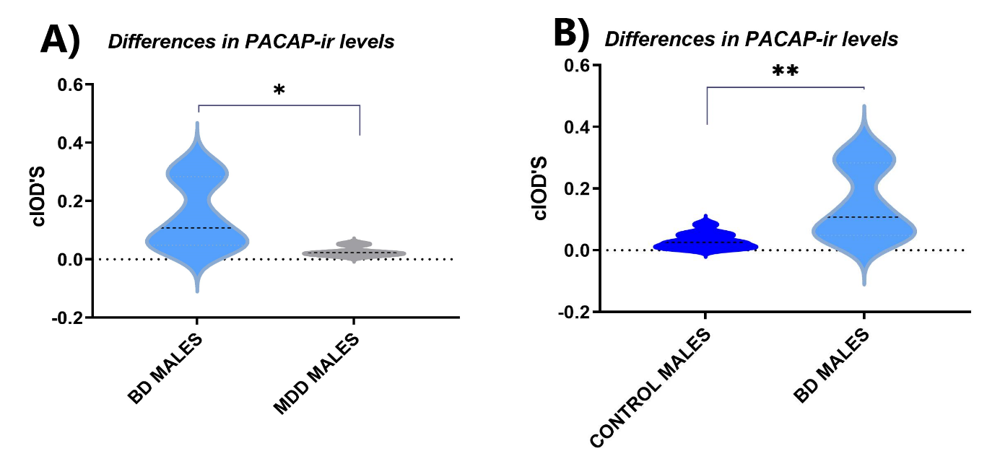 A) Differences in PACAP-ir levels
*
cIOD'S
0.6
0.4
0.2
0.0
-0.2
BD MALES
MDD MALES
B) Differences in PACAP-ir levels
**
cIOD'S
0.6
0.4
0.2
0.0
-0.2
CONTROL MALES
BD MALES